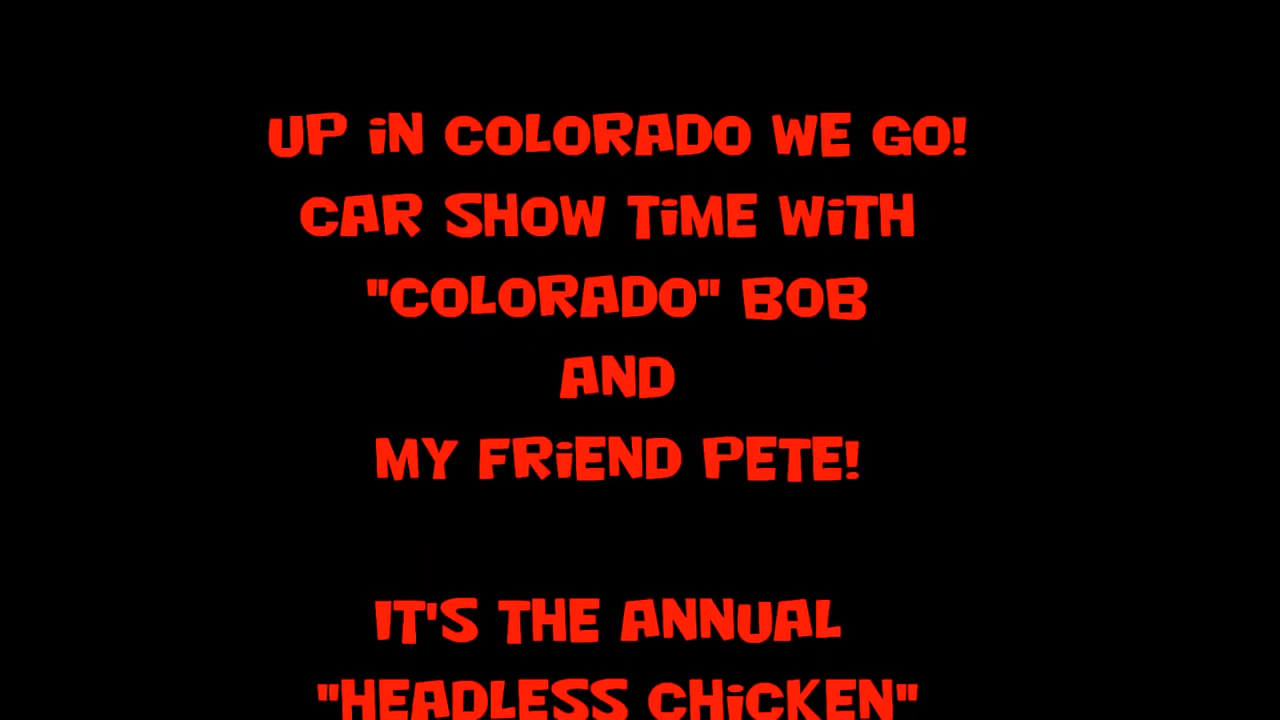 UP iN COLORADO WE GO!
CAR SHOW TiME WiTH
"COLORADO" BOB
AND
MY FRiEND PETE!
IT'S THE ANNUAL
"HEADLESS CHiCKEN"